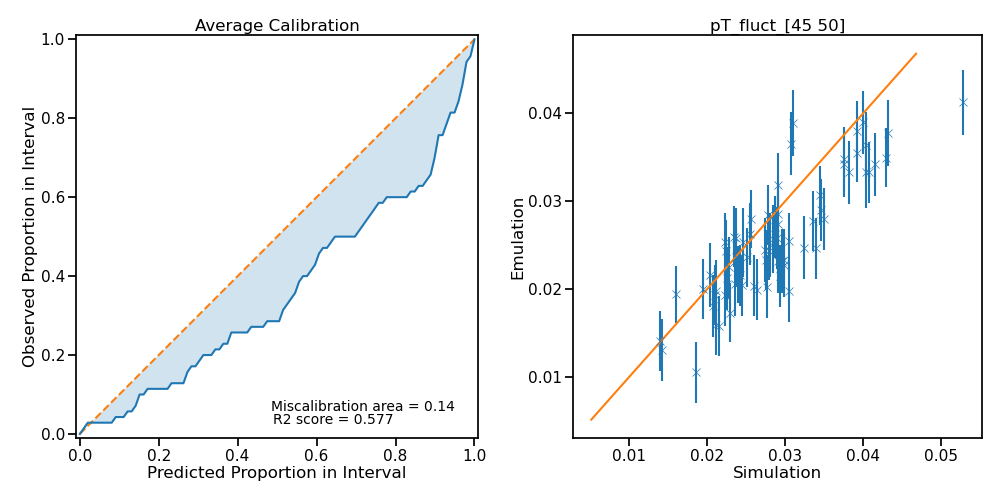 Average Calibration
Observed Proportion in Interval
1.0
0.8
0.6
0.4
0.2
0.0
Miscalibration area = 0.14
R2 score = 0.577
0.0 0.2 0.4 0.6 0.8 1.0
Predicted Proportion in Interval
pT fluct [45 50]
Emulation
0.04
0.03
0.02
0.01
0.01 0.02 0.03 0.04 0.05
Simulation